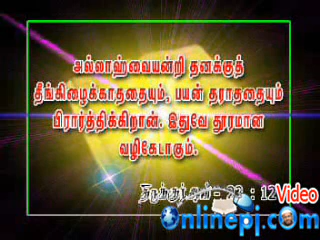 அல்லாஹ்வையன்றி தனக்குத்
தீங்கிழைக்காததையும், பயன் தராததையும்
பிரார்த்திக்கிறான். இதுவே தூரமான
வழிகேடாகும்.
திருக்குர்ஆன் - 22 : 12
Video
Onlinepj.com